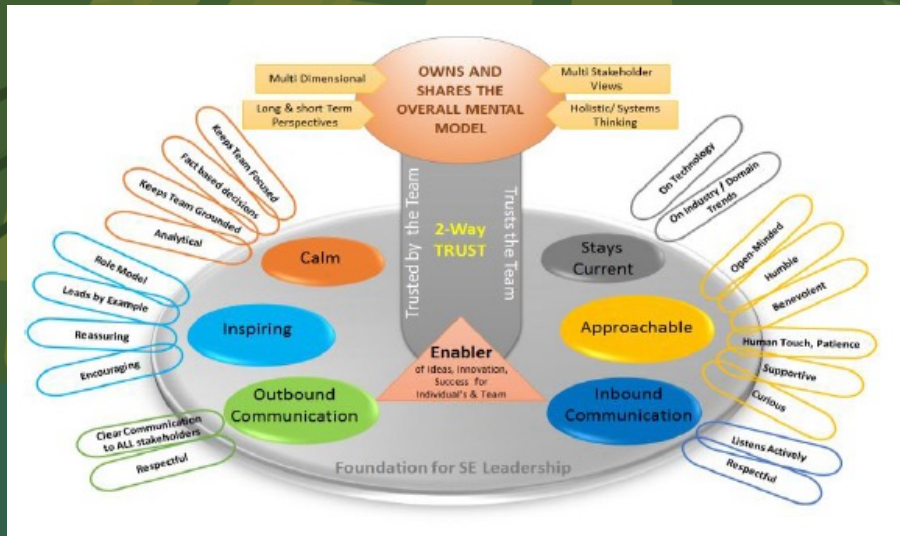 OWNS AND
SHARES THE
OVERALL MENTAL
MODEL
Multi Dimensional
Long & short Term
Perspectives
Multi Stakeholder
Views
Holistic/ Systems
Thinking
Trusted by the Team
2-Way
TRUST
Trusts the Team
Keeps Team Focused
Fact based decisions
Keeps Team Grounded
Analytical
Calm
Role Model
Leads by Example
Reassuring
Encouraging
Inspiring
Clear Communication
to ALL stakeholders
Respectful
Outbound
Communication
On Technology
On Industry / Domain
Trends
Stays
Current
Open-Minded
Humble
Benevolent
Human Touch, Patience
Supportive
Curious
Approachable
Listens Actively
Respectful
Inbound
Communication
Enabler
of Ideas, Innovation,
Success for
Individual's & Team
Foundation for SE Leadership